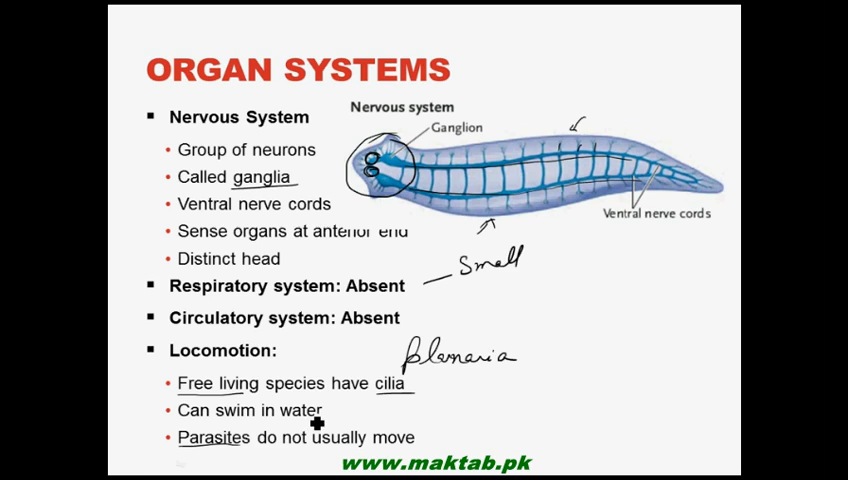 ORGAN SYSTEMS
▪ Nervous System
• Group of neurons
• Called ganglia
• Ventral nerve cords
• Sense organs at anterior end
• Distinct head
▪ Respiratory system: Absent
Small
▪ Circulatory system: Absent
▪ Locomotion:
planaria
• Free living species have cilia
• Can swim in water
• Parasites do not usually move
Nervous system
Ganglion
Ventral nerve cords
www.maktab.pk